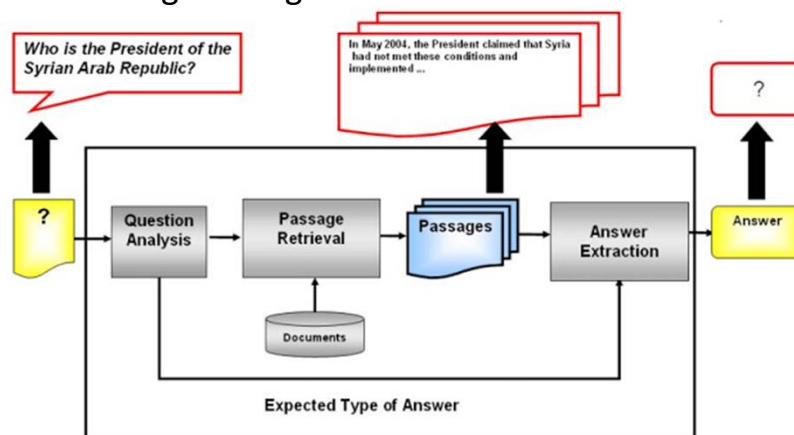 Who is the President of the
Syrian Arab Republic?
In May 2004, the President claimed that Syria
had not met these conditions and
implemented ...
?
?
Question
Analysis
Passage
Retrieval
Passages
Answer
Extraction
Answer
Documents
Expected Type of Answer